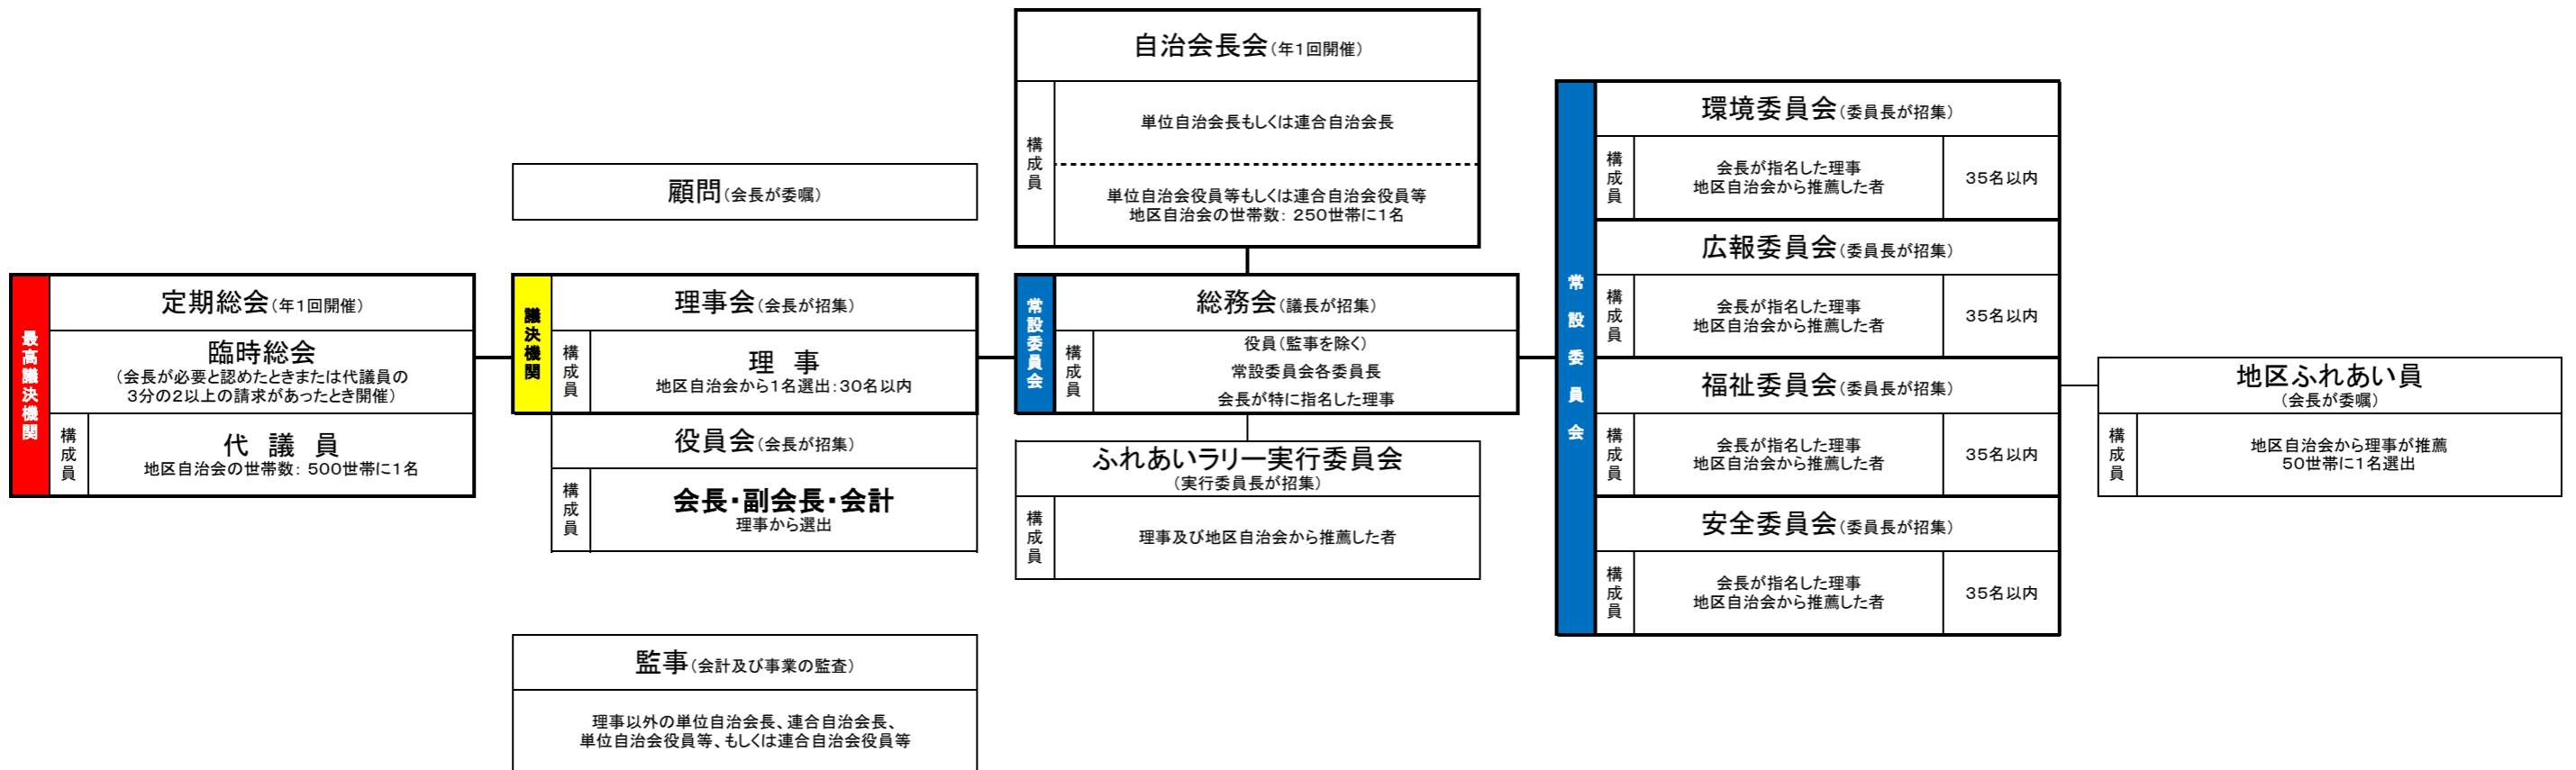 最高議決機関
定期総会(年1回開催)
臨時総会
(会長が必要と認めたときまたは代議員の
3分の2以上の請求があったとき開催)
構成員
代 議 員
地区自治会の世帯数: 500世帯に1名
顧問(会長が委嘱)
議決機関
理事会(会長が招集)
構成員
理 事
地区自治会から1名選出:30名以内
役員会(会長が招集)
構成員
会長・副会長・会計
理事から選出
監事(会計及び事業の監査)
理事以外の単位自治会長、連合自治会長、
単位自治会役員等、もしくは連合自治会役員等
自治会長会(年1回開催)
構成員
単位自治会長もしくは連合自治会長
単位自治会役員等もしくは連合自治会役員等
地区自治会の世帯数: 250世帯に1名
常設委員会
総務会(議長が招集)
構成員
役員(監事を除く)
常設委員会各委員長
会長が特に指名した理事
ふれあいラリー実行委員会
(実行委員長が招集)
構成員
理事及び地区自治会から推薦した者
常設委員会
環境委員会(委員長が招集)
構成員
会長が指名した理事
地区自治会から推薦した者
35名以内
広報委員会(委員長が招集)
構成員
会長が指名した理事
地区自治会から推薦した者
35名以内
福祉委員会(委員長が招集)
構成員
会長が指名した理事
地区自治会から推薦した者
35名以内
安全委員会(委員長が招集)
構成員
会長が指名した理事
地区自治会から推薦した者
35名以内
地区ふれあい員
(会長が委嘱)
構成員
地区自治会から理事が推薦
50世帯に1名選出